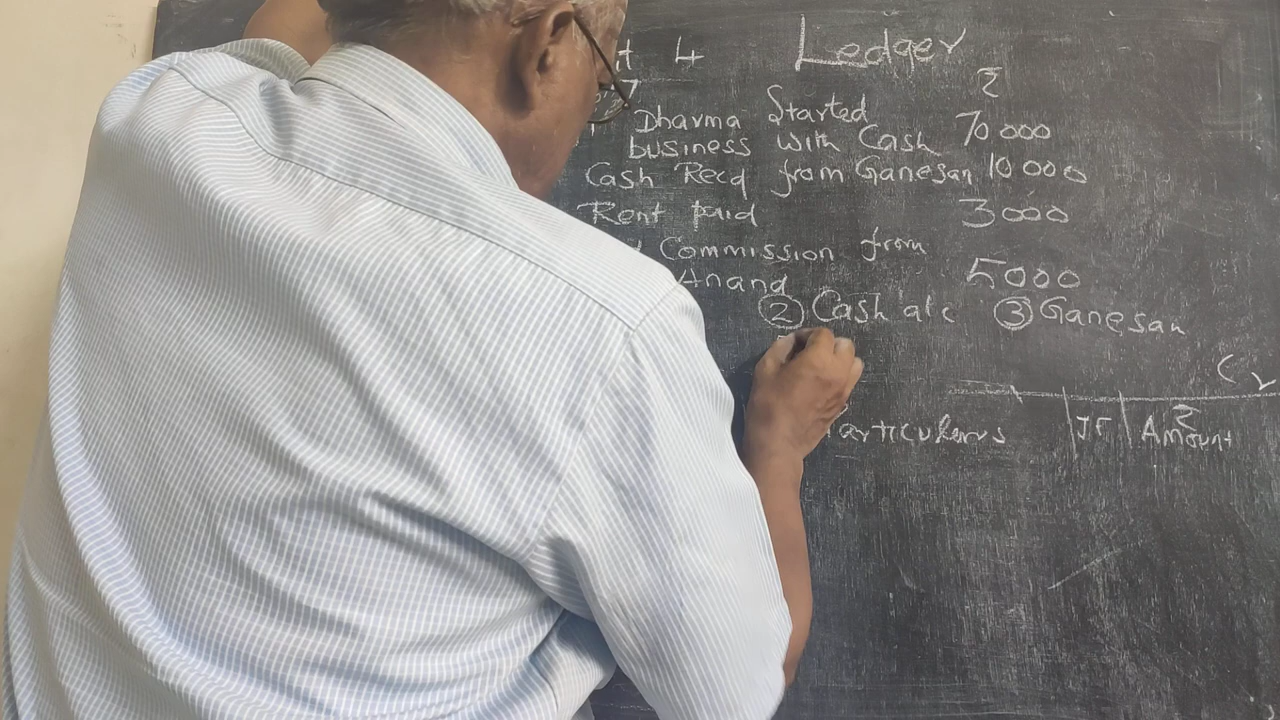 t 4 Ledger
₹
Dharma Started
business with Cash 70000
Cash Recd from Ganesan 10000
Rent paid 3000
Commission from
Anand 5000
② Cash a/c ③ Ganesan
Cr
Particulars JF ₹ Amount